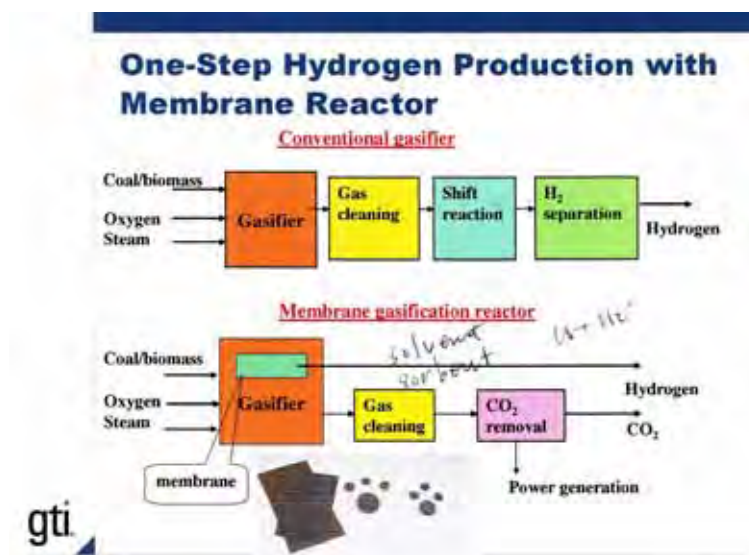 One-Step Hydrogen Production with
Membrane Reactor
Conventional gasifier
Coal/biomass
Oxygen
Steam
Gasifier
Gas
cleaning
Shift
reaction
H₂
separation
Hydrogen
Membrane gasification reactor
solvent
sorbent
Coal/biomass
Oxygen
Steam
Gasifier
Gas
cleaning
CO₂
removal
Hydrogen
CO₂
membrane
Power generation
gti